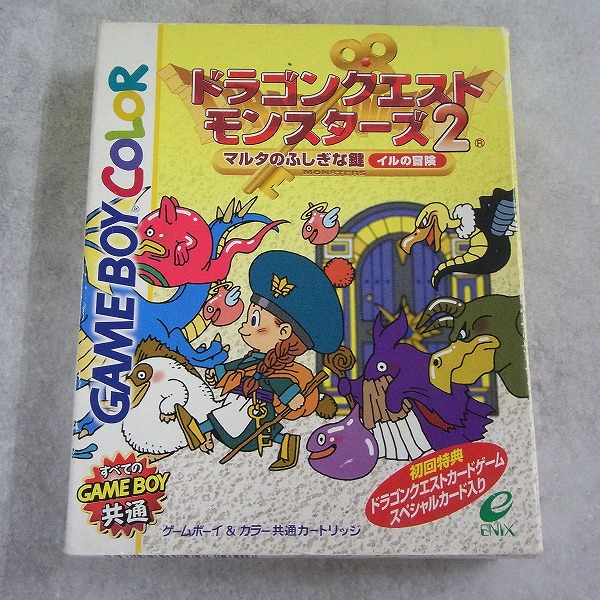 GAME BOY COLOR
ドラゴンクエスト
モンスターズ2
®
マルタのふしぎな鍵 イルの冒険
MONSTERS
すべての
GAME BOY
共通
初回特典
ドラゴンクエストカードゲーム
スペシャルカード入り
ゲームボーイ & カラー共通カートリッジ
e
ENIX